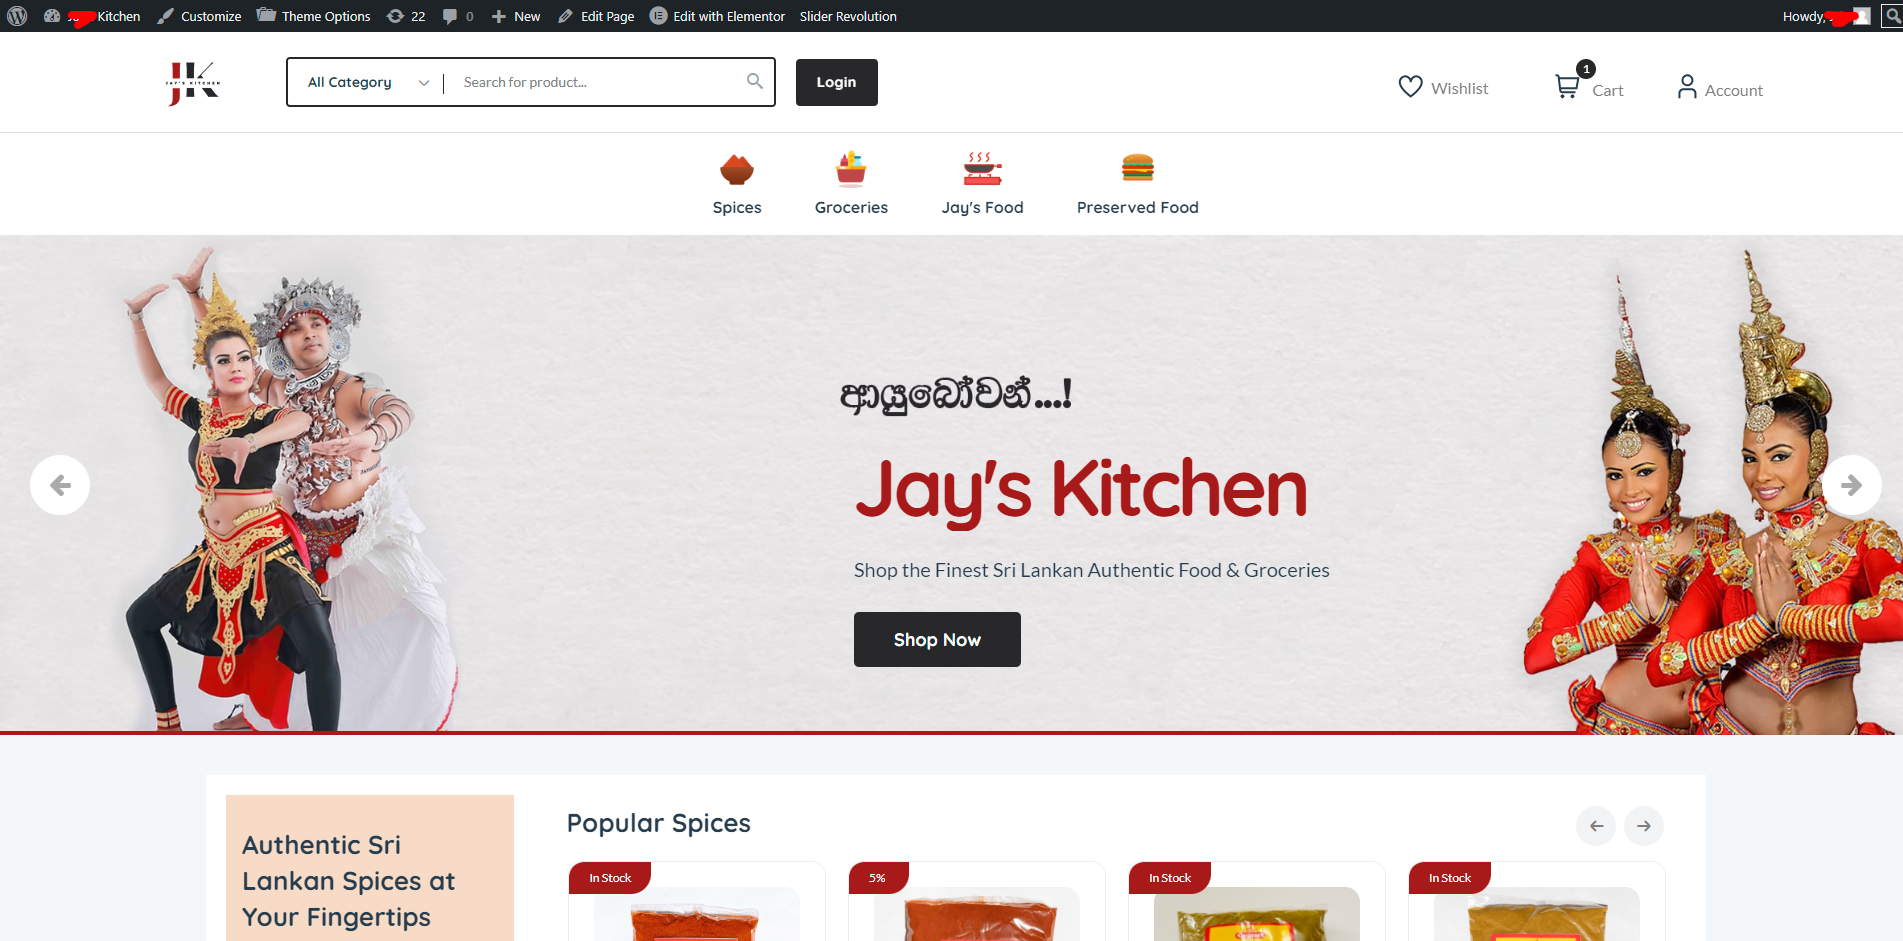 Kitchen Customize Theme Options 22 0 New Edit Page Edit with Elementor Slider Revolution Howdy,
JK
JAY'S KITCHEN
All Category Search for product... Login
1
Wishlist Cart Account
Spices Groceries Jay's Food Preserved Food
ආයුබෝවන්...!
Jay's Kitchen
Shop the Finest Sri Lankan Authentic Food & Groceries
Shop Now
Authentic Sri
Lankan Spices at
Your Fingertips
Popular Spices
In Stock 5% In Stock In Stock